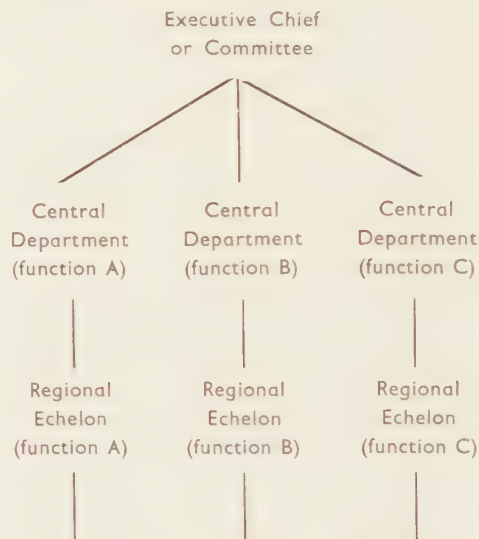 Executive Chief
or Committee
Central
Department
(function A)
Central
Department
(function B)
Central
Department
(function C)
Regional
Echelon
(function A)
Regional
Echelon
(function B)
Regional
Echelon
(function C)